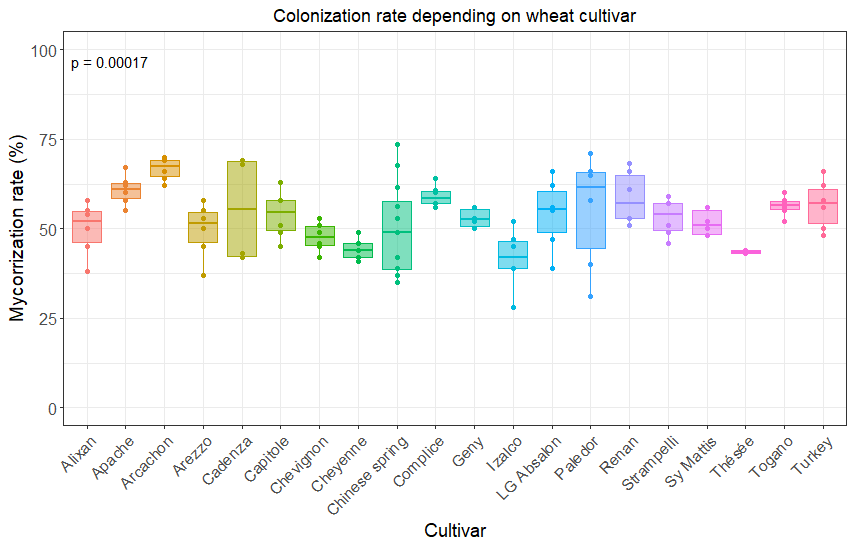 Colonization rate depending on wheat cultivar
p = 0.00017
Mycorrization rate (%)
100
75
50
25
0
Alixan
Apache
Arcachon
Arezzo
Cadenza
Capitole
Chevignon
Cheyenne
Chinese spring
Complice
Geny
Izalco
LG Absalon
Paledor
Renan
Strampelli
Sy Mattis
Thésée
Togano
Turkey
Cultivar